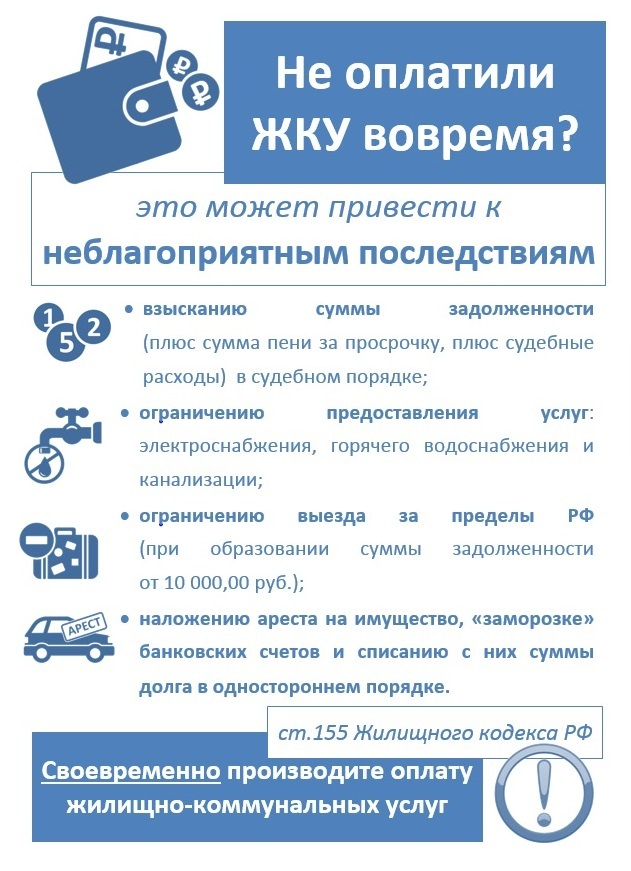 Не оплатили
ЖКУ вовремя?
это может привести к
неблагоприятным последствиям
1
5
2
• взысканию суммы задолженности
(плюс сумма пени за просрочку, плюс судебные
расходы) в судебном порядке;
• ограничению предоставления услуг:
электроснабжения, горячего водоснабжения и
канализации;
• ограничению выезда за пределы РФ
(при образовании суммы задолженности
от 10 000,00 руб.);
АРЕСТ
• наложению ареста на имущество, «заморозке»
банковских счетов и списанию с них суммы
долга в одностороннем порядке.
ст.155 Жилищного кодекса РФ
Своевременно производите оплату
жилищно-коммунальных услуг